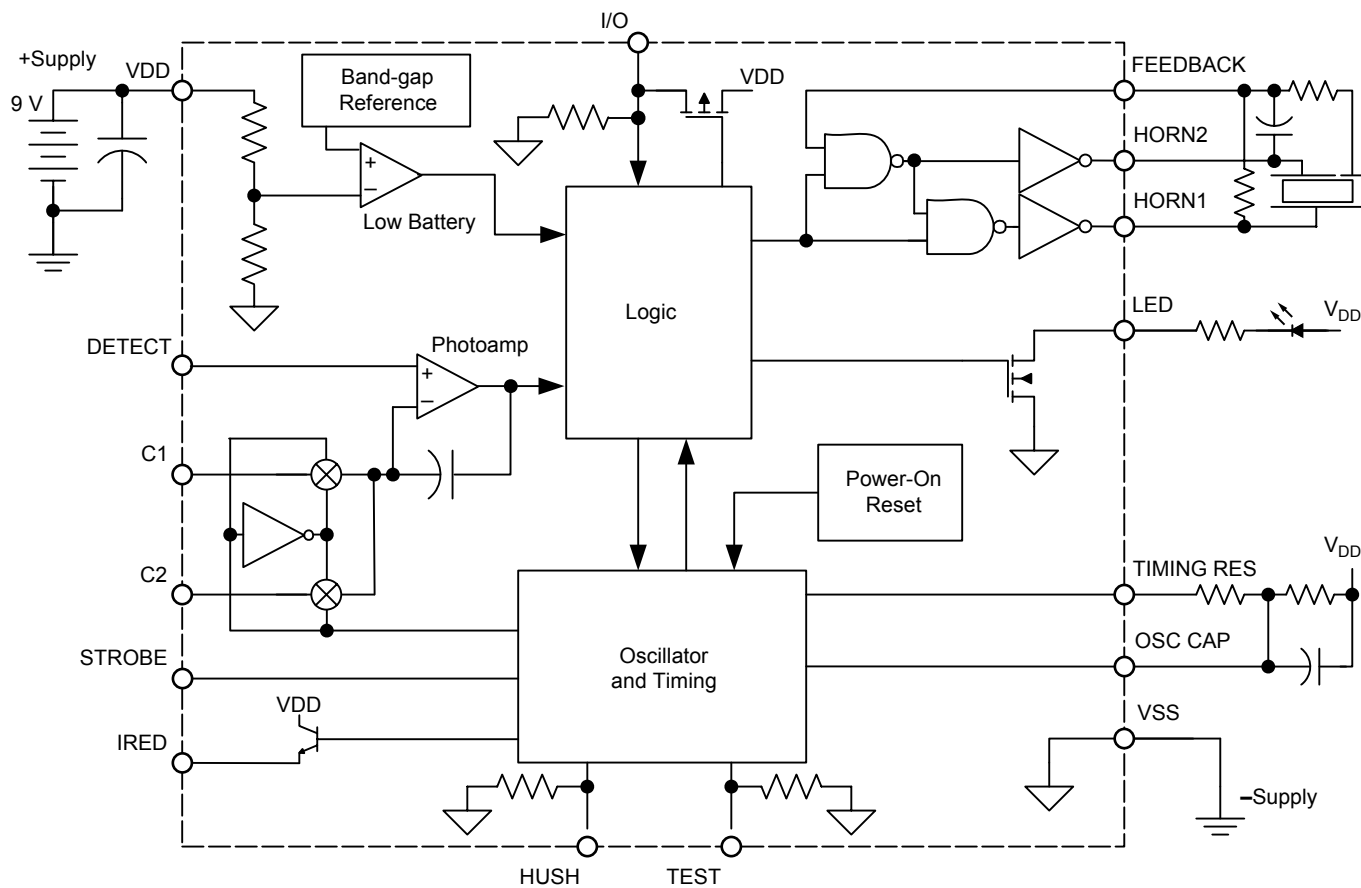 I/O
+Supply
VDD
9 V
Band-gap
Reference
VDD
FEEDBACK
HORN2
HORN1
+
−
Low Battery
Logic
LED
VDD
DETECT
Photoamp
+
−
C1
Power-On
Reset
C2
VDD
TIMING RES
OSC CAP
STROBE
Oscillator
and Timing
VDD
IRED
VSS
−Supply
HUSH
TEST